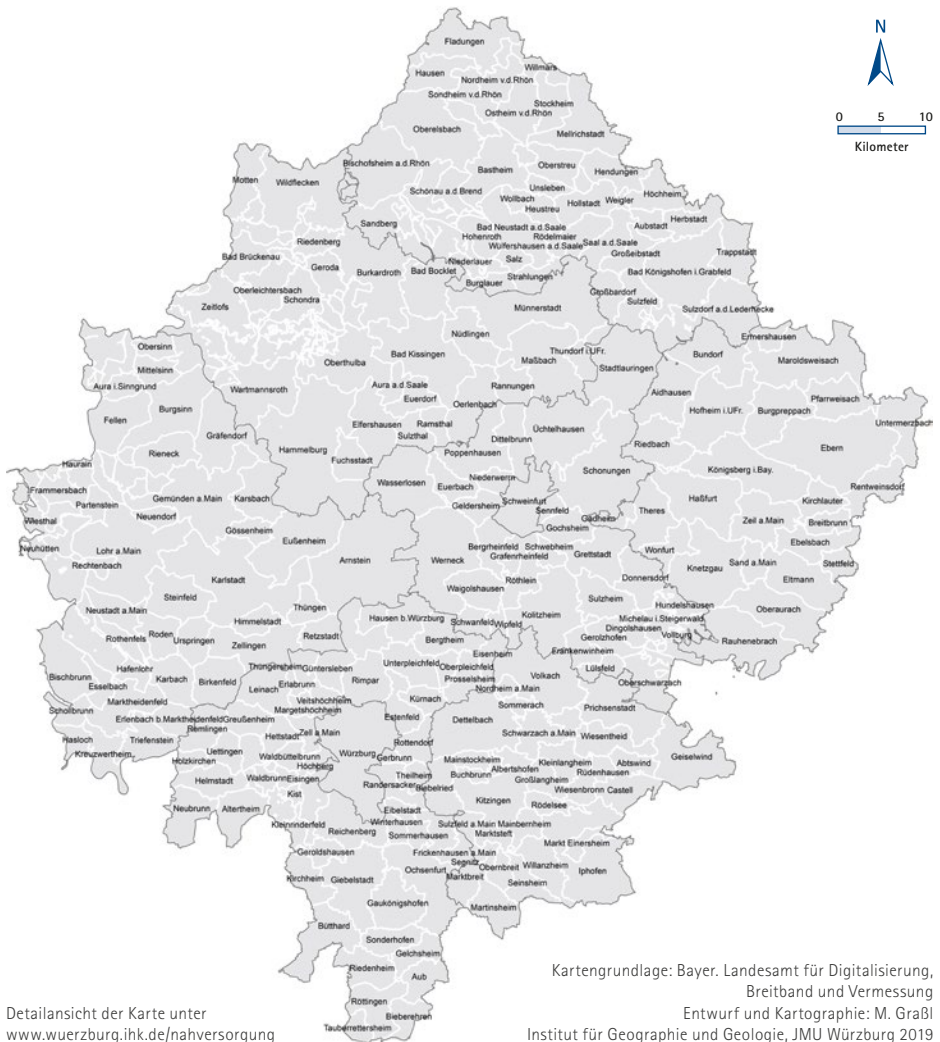 N
0 5 10
Kilometer
Fladungen
Hausen
Willmars
Nordheim v.d.Rhön
Sondheim v.d.Rhön
Stockheim
Ostheim v.d.Rhön
Oberelsbach
Mellrichstadt
Bischofsheim a.d.Rhön
Bastheim
Oberstreu
Hendungen
Motten
Wildflecken
Schönau a.d.Brend
Unsleben
Wollbach
Hollstadt
Weigler
Höchheim
Heustreu
Herbstadt
Sandberg
Bad Neustadt a.d.Saale
Aubstadt
Hohenroth
Rödelmaier
Riedenberg
Wülfershausen a.d.Saale
Saal a.d.Saale
Großeibstadt
Trappstadt
Bad Brückenau
Niederlauer
Salz
Geroda
Burkardroth
Bad Bocklet
Strahlungen
Bad Königshofen i.Grabfeld
Burglauer
Oberleichtersbach
Schondra
Großbardorf
Sulzfeld
Zeitlofs
Münnerstadt
Sulzdorf a.d.Lederhecke
Nüdlingen
Ermershausen
Obersinn
Bad Kissingen
Thundorf i.UFr.
Bundorf
Maroldsweisach
Oberthulba
Maßbach
Stadtlauringen
Mittelsinn
Aura i.Sinngrund
Wartmannsroth
Aura a.d.Saale
Rannungen
Aidhausen
Pfarrweisach
Euerdorf
Burgsinn
Oerlenbach
Hofheim i.UFr.
Burgpreppach
Fellen
Elfershausen
Ramsthal
Üchtelhausen
Untermerzbach
Gräfendorf
Sulzthal
Dittelbrunn
Riedbach
Ebern
Rieneck
Hammelburg
Poppenhausen
Fuchsstadt
Haurain
Schonungen
Königsberg i.Bay.
Wasserlosen
Niederwerrn
Euerbach
Rentweinsdorf
Frammersbach
Gemünden a.Main
Karsbach
Schweinfurt
Haßfurt
Kirchlauter
Partenstein
Geldersheim
Sennfeld
Theres
Neuendorf
Gädheim
Zeil a.Main
Breitbrunn
Wiesthal
Gössenheim
Gochsheim
Eußenheim
Ebelsbach
Neuhütten
Lohr a.Main
Bergrheinfeld
Schwebheim
Wonfurt
Grafenrheinfeld
Grettstadt
Rechtenbach
Arnstein
Werneck
Knetzgau
Sand a.Main
Stettfeld
Karlstadt
Röthlein
Donnersdorf
Eltmann
Waigolshausen
Steinfeld
Sulzheim
Hundelshausen
Neustadt a.Main
Thüngen
Oberaurach
Himmelstadt
Hausen b.Würzburg
Kolitzheim
Michelau i.Steigerwald
Schwanfeld
Wipfeld
Dingolshausen
Rothenfels
Roden
Retzstadt
Urspringen
Bergtheim
Gerolzhofen
Vollburg
Rauhenebrach
Zellingen
Eisenheim
Frankenwinheim
Hafenlohr
Thüngersheim
Güntersleben
Unterpleichfeld
Oberpleichfeld
Lülsfeld
Bischbrunn
Karbach
Birkenfeld
Erlabrunn
Rimpar
Prosselsheim
Volkach
Oberschwarzach
Esselbach
Leinach
Nordheim a.Main
Marktheidenfeld
Veitshöchheim
Kürnach
Sommerach
Prichsenstadt
Schollbrunn
Margetshöchheim
Erlenbach b.Marktheidenfeld
Greußenheim
Estenfeld
Dettelbach
Remlingen
Zell a.Main
Schwarzach a.Main
Wiesentheid
Hasloch
Triefenstein
Hettstadt
Rottendorf
Kreuzwertheim
Uettingen
Würzburg
Gerbrunn
Geiselwind
Holzkirchen
Waldbüttelbrunn
Mainstockheim
Kleinlangheim
Abtswind
Höchberg
Albertshofen
Rüdenhausen
Helmstadt
Waldbrunn
Eisingen
Theilheim
Buchbrunn
Großlangheim
Randersacker
Biebelried
Wiesenbronn
Castell
Kist
Kitzingen
Rödelsee
Neubrunn
Altertheim
Eibelstadt
Kleinrinderfeld
Winterhausen
Sulzfeld a.Main
Mainbernheim
Reichenberg
Sommerhausen
Marktsteft
Markt Einersheim
Geroldshausen
Frickenhausen a.Main
Segnitz
Obernbreit
Willanzheim
Iphofen
Kirchheim
Giebelstadt
Ochsenfurt
Marktbreit
Seinsheim
Gaukönigshofen
Martinsheim
Bütthard
Sonderhofen
Gelchsheim
Riedenheim
Aub
Röttingen
Bieberehren
Tauberrettersheim
Detailansicht der Karte unter
www.wuerzburg.ihk.de/nahversorgung
Kartengrundlage: Bayer. Landesamt für Digitalisierung,
Breitband und Vermessung
Entwurf und Kartographie: M. Graßl
Institut für Geographie und Geologie, JMU Würzburg 2019